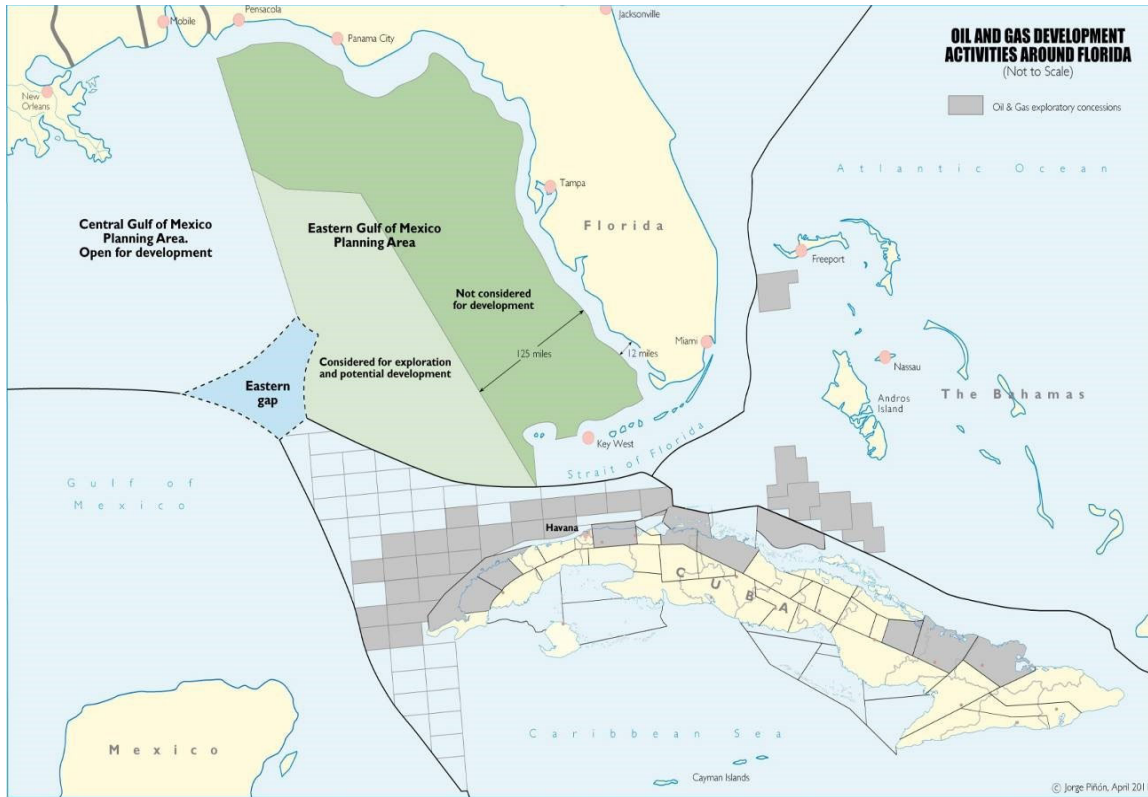 Pensacola
Mobile
Jacksonville
Panama City
New
Orleans
OIL AND GAS DEVELOPMENT
ACTIVITIES AROUND FLORIDA
(Not to Scale)
Oil & Gas exploratory concessions
Atlantic Ocean
Tampa
Florida
Central Gulf of Mexico
Planning Area.
Open for development
Eastern Gulf of Mexico
Planning Area
Freeport
Not considered
for development
125 miles
12 miles
Miami
Considered for exploration
and potential development
Eastern
gap
Nassau
Andros
Island
The Bahamas
Key West
Strait of Florida
Gulf of
Mexico
Havana
CUBA
Caribbean Sea
Mexico
Cayman Islands
© Jorge Piñón, April 201